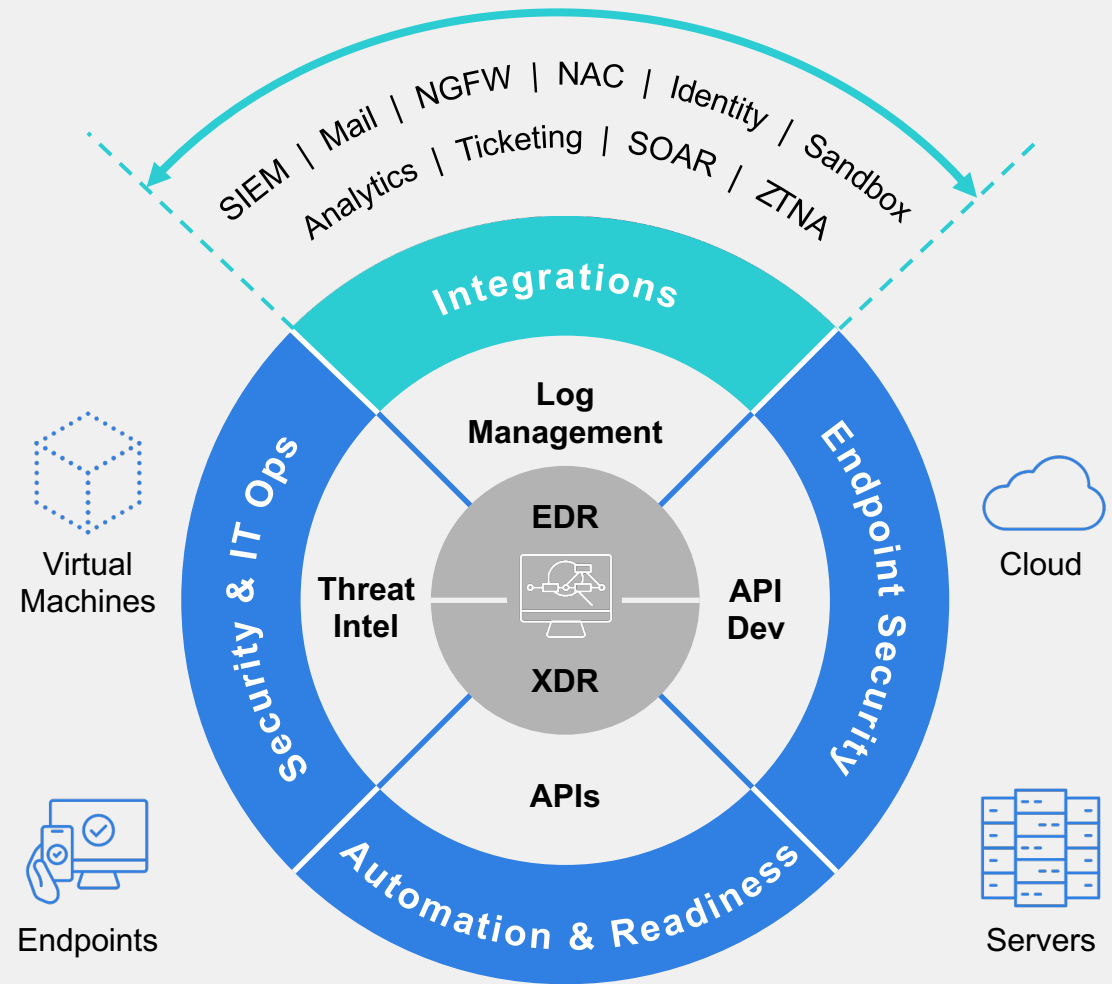 SIEM | Mail | NGFW | NAC | Identity | Sandbox
Analytics | Ticketing | SOAR | ZTNA
Integrations
Log
Management
Security & IT Ops
Endpoint Security
EDR
Virtual
Machines
Cloud
Threat
Intel
API
Dev
XDR
APIs
Automation & Readiness
Endpoints
Servers